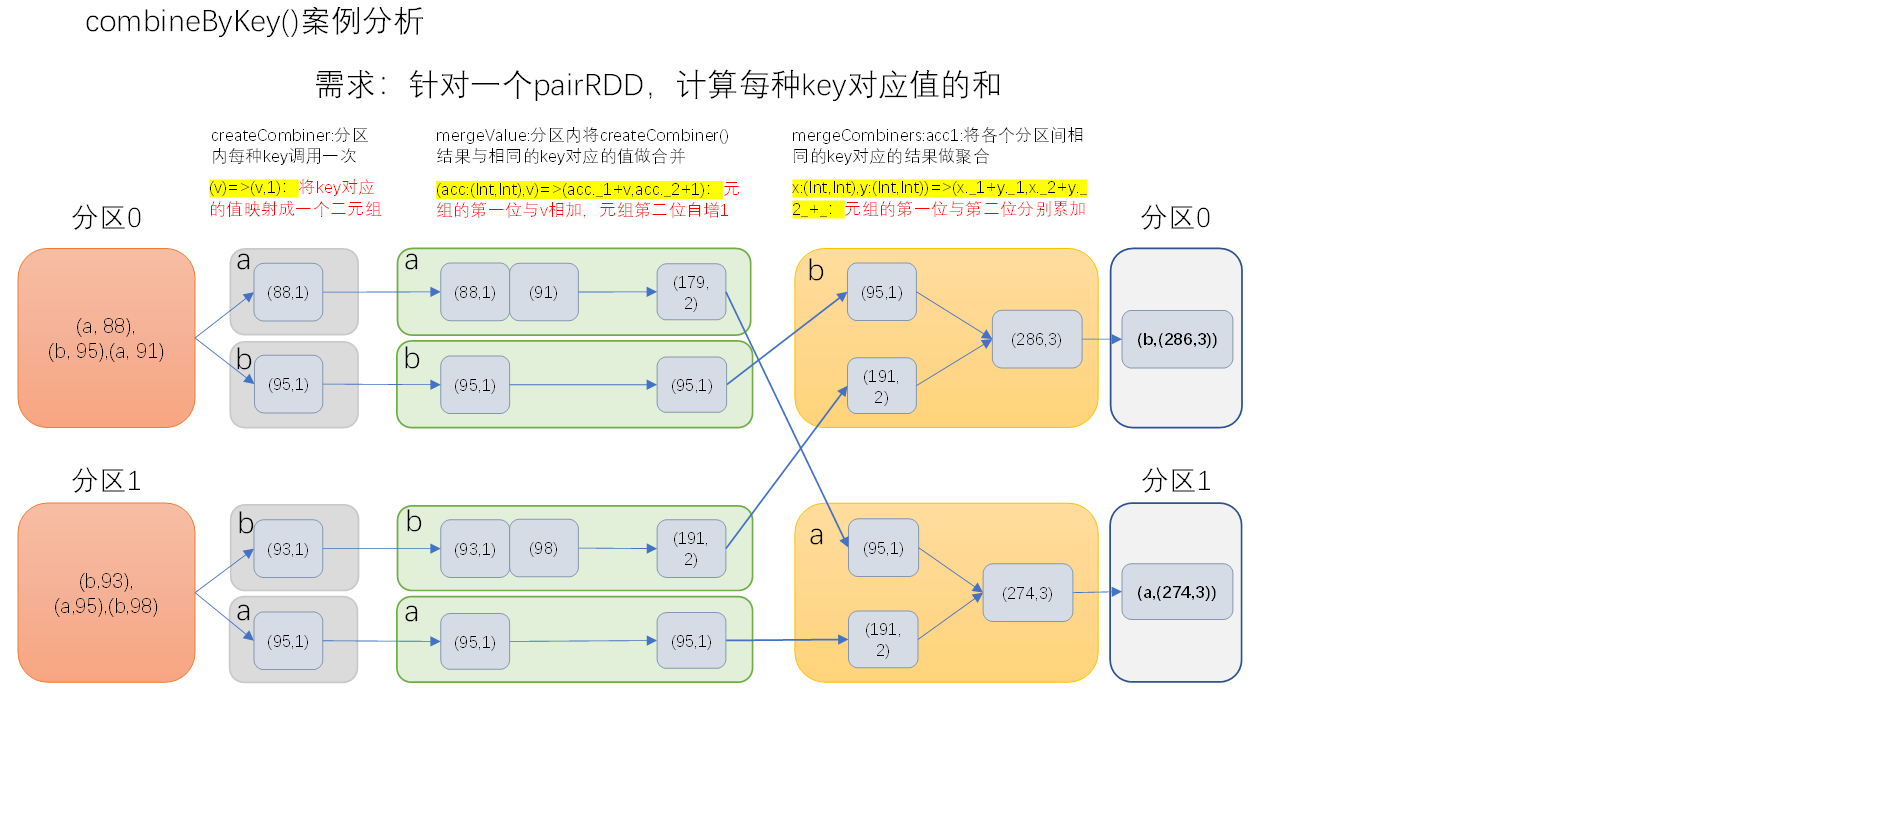 combineByKey()案例分析
需求：针对一个pairRDD，计算每种key对应值的和
createCombiner:分区
内每种key调用一次
(v)=>(v,1)：将key对应
的值映射成一个二元组
mergeValue:分区内将createCombiner()
结果与相同的key对应的值做合并
(acc:(Int,Int),v)=>(acc._1+v,acc._2+1)：元
组的第一位与v相加，元组第二位自增1
mergeCombiners:acc1:将各个分区间相
同的key对应的结果做聚合
x:(Int,Int),y:(Int,Int))=>(x._1+y._1,x._2+y._
2_+_：元组的第一位与第二位分别累加
分区0
分区0
(a, 88),
(b, 95),(a, 91)
a
(88,1)
b
(95,1)
a
(88,1)
(91)
(179,
2)
b
(95,1)
(95,1)
b
(95,1)
(191,
2)
(286,3)
(b,(286,3))
分区1
分区1
(b,93),
(a,95),(b,98)
b
(93,1)
a
(95,1)
b
(93,1)
(98)
(191,
2)
a
(95,1)
(95,1)
a
(95,1)
(191,
2)
(274,3)
(a,(274,3))